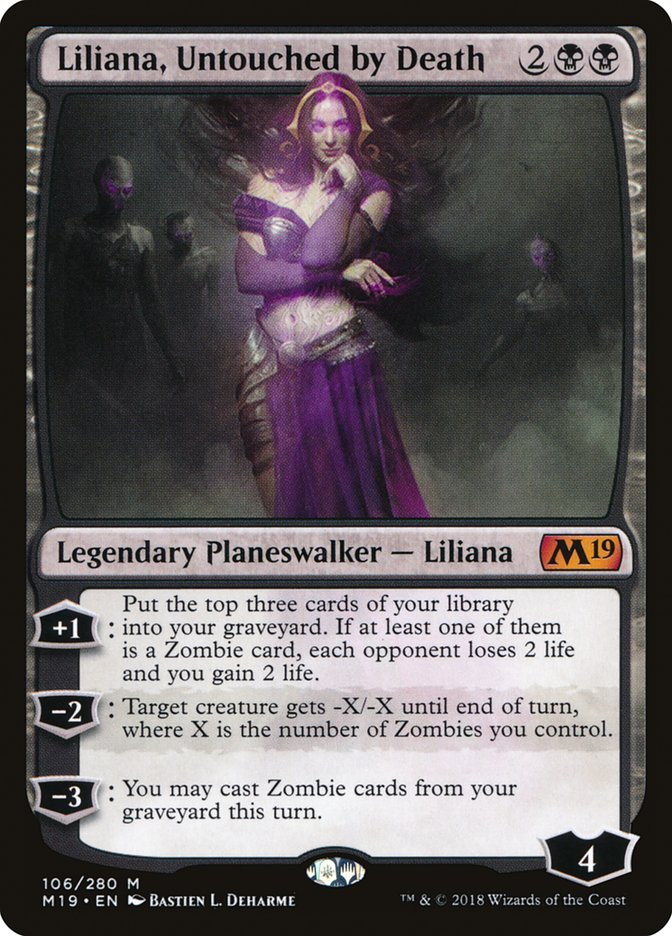 Liliana, Untouched by Death 2
Legendary Planeswalker — Liliana M19
Put the top three cards of your library
+1 : into your graveyard. If at least one of them
is a Zombie card, each opponent loses 2 life
and you gain 2 life.
-2 : Target creature gets -X/-X until end of turn,
where X is the number of Zombies you control.
-3 : You may cast Zombie cards from your
graveyard this turn.
4
106/280 M
M19 • EN Bastien L. Deharme
™ & © 2018 Wizards of the Coast